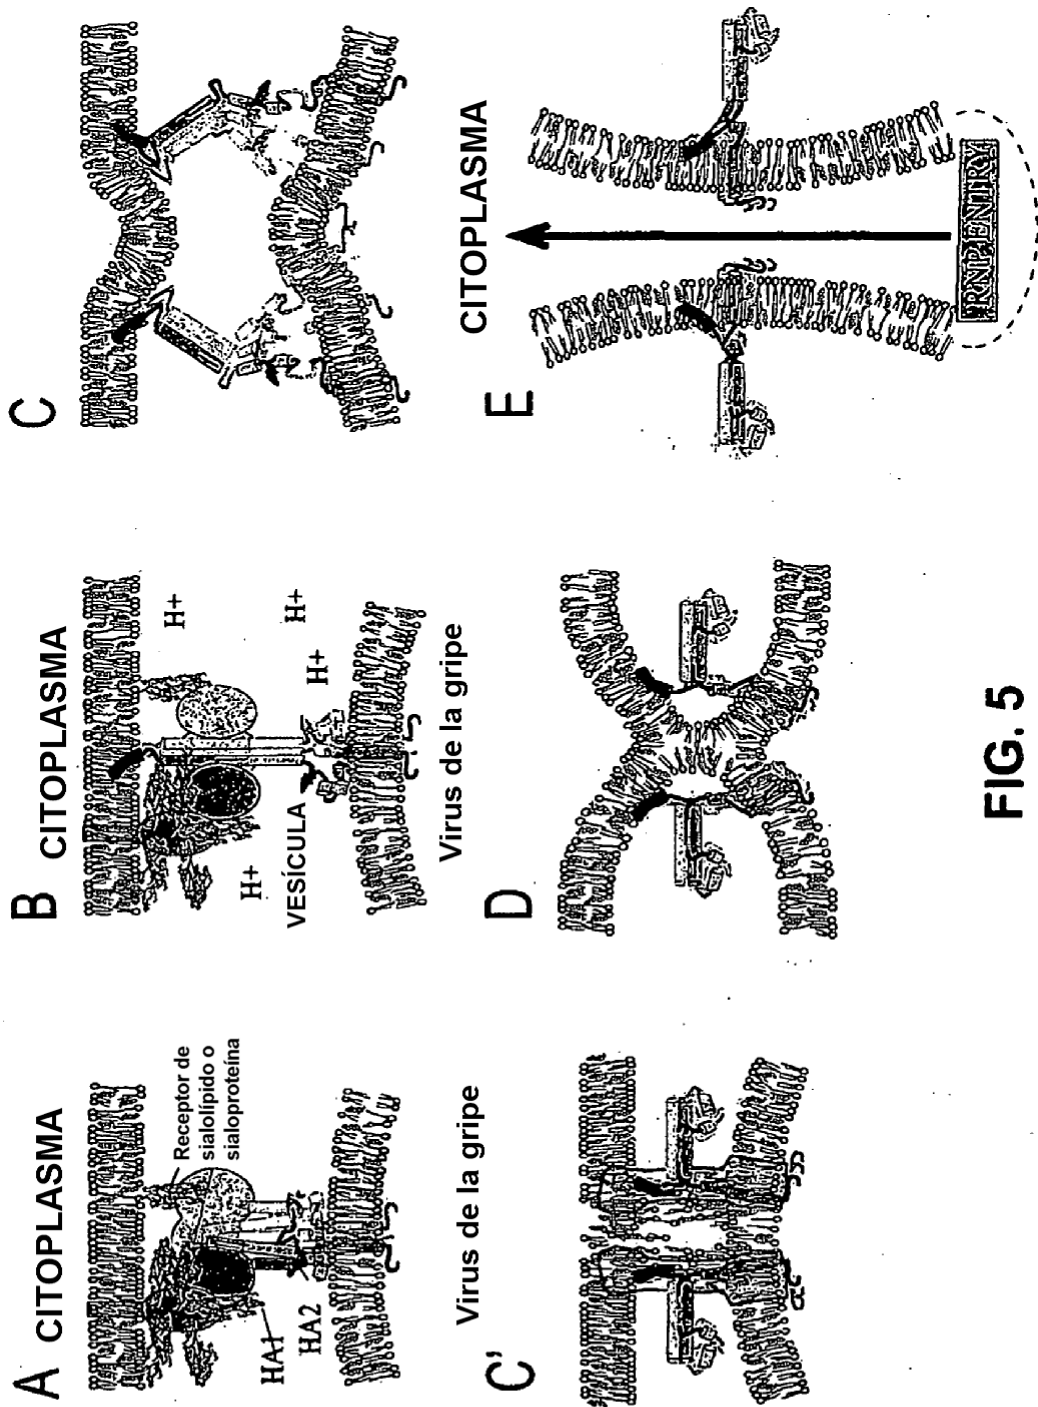 A CITOPLASMA
Receptor de
sialolípido o
sialoproteína
HA1
HA2
Virus de la gripe
B CITOPLASMA
H+
H+
H+
H+
VESÍCULA
Virus de la gripe
C
C'
D
E CITOPLASMA
RNP ENTRY
FIG. 5